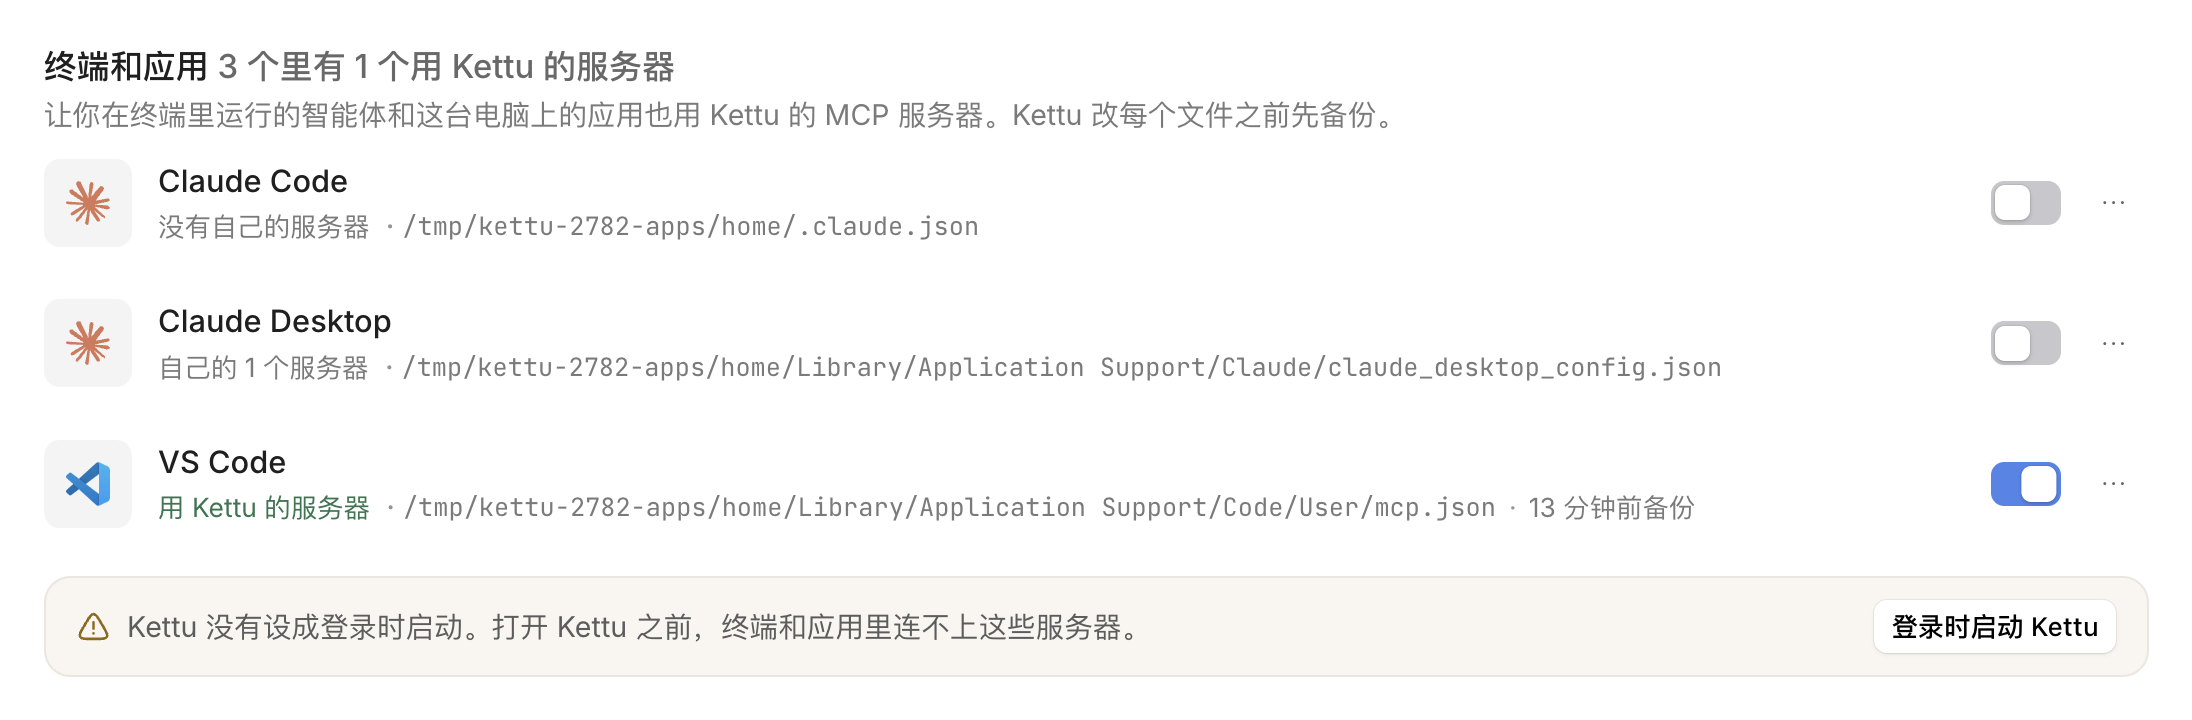 终端和应用 3 个里有 1 个用 Kettu 的服务器
让你在终端里运行的智能体和这台电脑上的应用也用 Kettu 的 MCP 服务器。Kettu 改每个文件之前先备份。
Claude Code
没有自己的服务器 · /tmp/kettu-2782-apps/home/.claude.json
Claude Desktop
自己的 1 个服务器 · /tmp/kettu-2782-apps/home/Library/Application Support/Claude/claude_desktop_config.json
VS Code
用 Kettu 的服务器 · /tmp/kettu-2782-apps/home/Library/Application Support/Code/User/mcp.json · 13 分钟前备份
Kettu 没有设成登录时启动。打开 Kettu 之前，终端和应用里连不上这些服务器。
登录时启动 Kettu